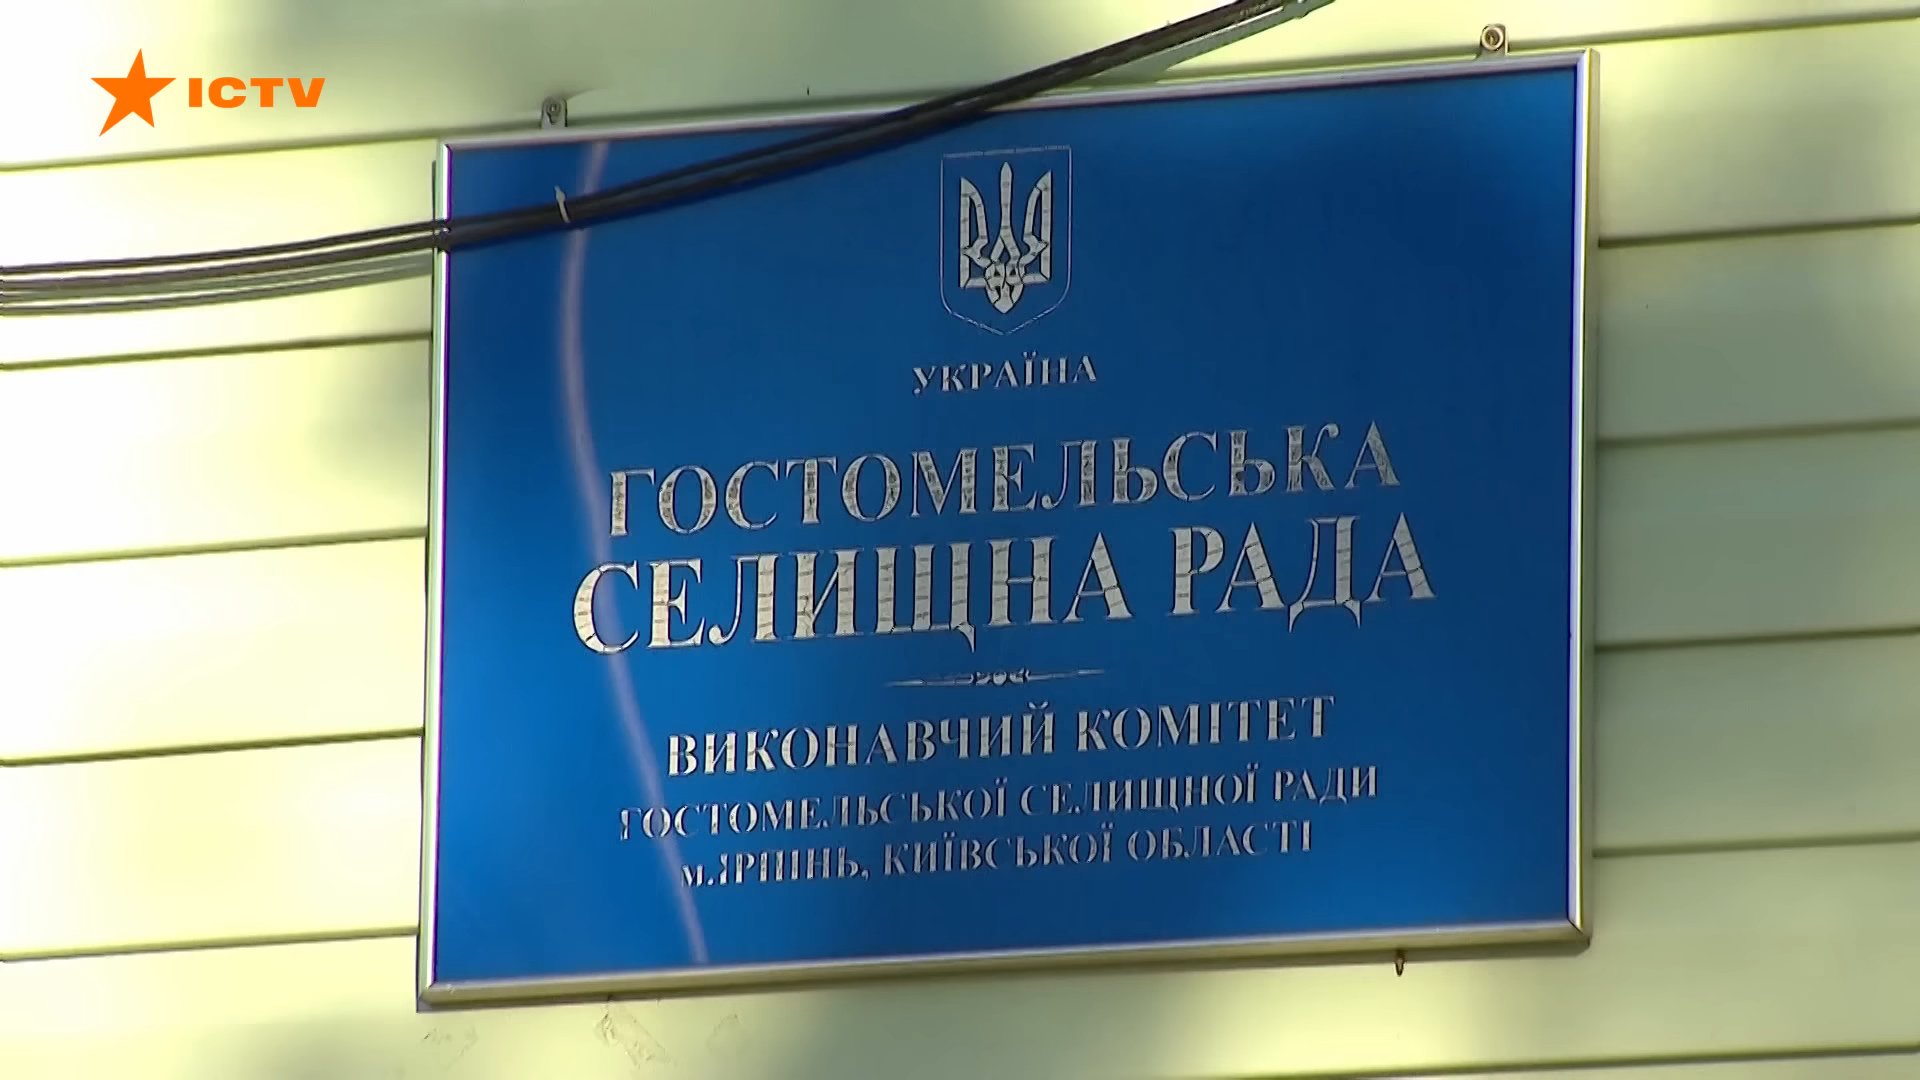 ICTV
УКРАЇНА
ГОСТОМЕЛЬСЬКА
СЕЛИЩНА РАДА
ВИКОНАВЧИЙ КОМІТЕТ
ГОСТОМЕЛЬСЬКОЇ СЕЛИЩНОЇ РАДИ
м.ІРПІНЬ, КИЇВСЬКОЇ ОБЛАСТІ